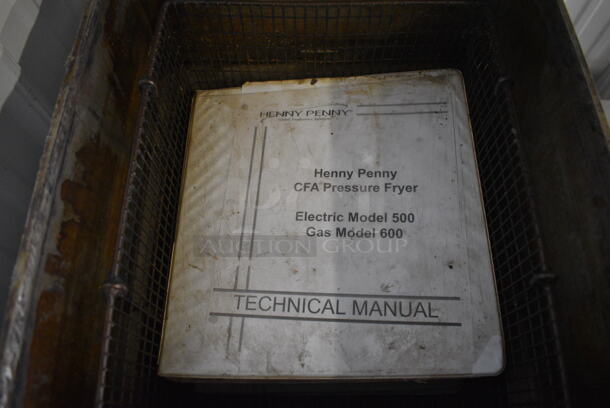 HENNY PENNY
Henny Penny
CFA Pressure Fryer
Electric Model 500
Gas Model 600
AUCTION GROUP
TECHNICAL MANUAL